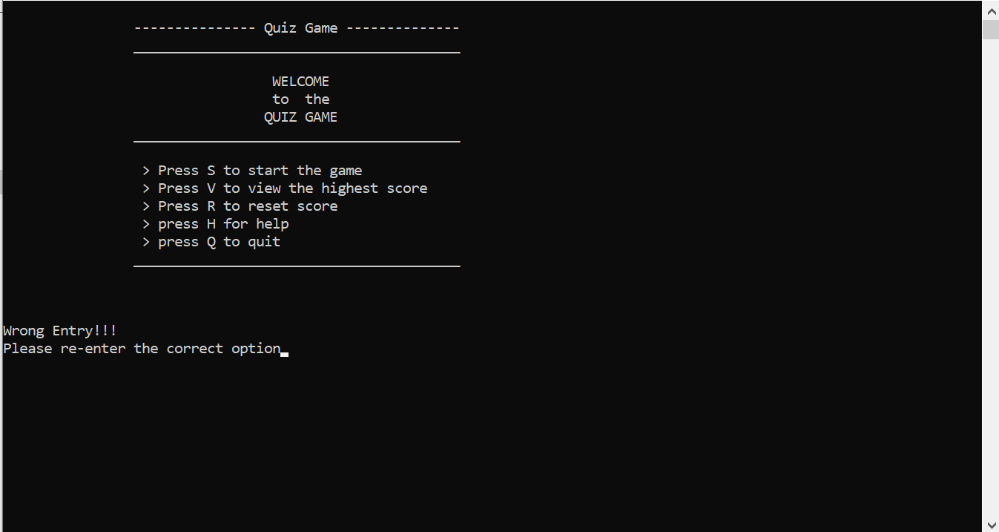 --------------- Quiz Game --------------
________________________________________
WELCOME
to  the
QUIZ GAME
________________________________________
> Press S to start the game
> Press V to view the highest score
> Press R to reset score
> press H for help
> press Q to quit
________________________________________
Wrong Entry!!!
Please re-enter the correct option